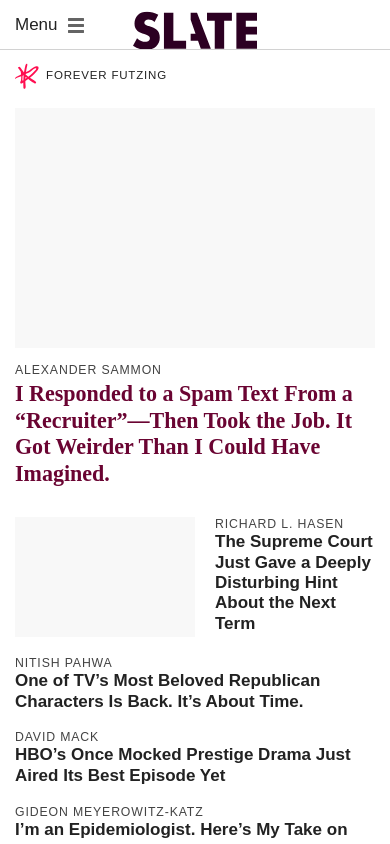 Menu
SLATE
FOREVER FUTZING
ALEXANDER SAMMON
I Responded to a Spam Text From a
“Recruiter”—Then Took the Job. It
Got Weirder Than I Could Have
Imagined.
RICHARD L. HASEN
The Supreme Court
Just Gave a Deeply
Disturbing Hint
About the Next
Term
NITISH PAHWA
One of TV’s Most Beloved Republican
Characters Is Back. It’s About Time.
DAVID MACK
HBO’s Once Mocked Prestige Drama Just
Aired Its Best Episode Yet
GIDEON MEYEROWITZ-KATZ
I’m an Epidemiologist. Here’s My Take on